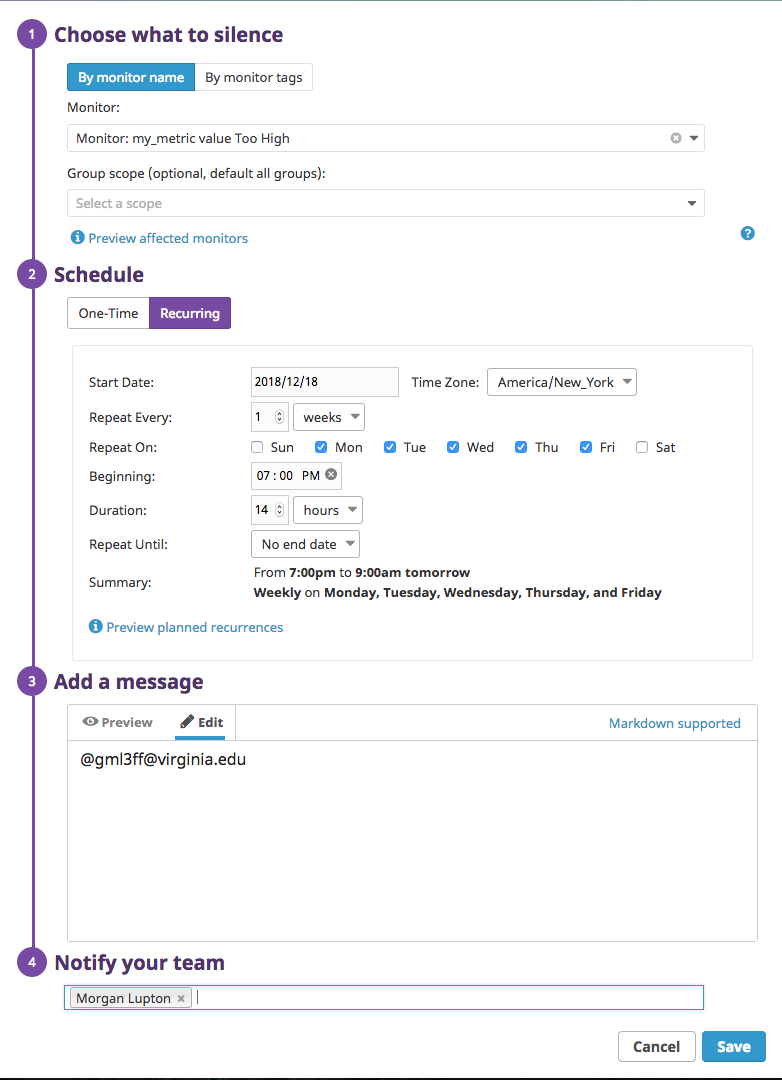 1 Choose what to silence
By monitor name By monitor tags
Monitor:
Monitor: my_metric value Too High
Group scope (optional, default all groups):
Select a scope
Preview affected monitors
2 Schedule
One-Time Recurring
Start Date: 2018/12/18 Time Zone: America/New_York
Repeat Every: 1 weeks
Repeat On: Sun Mon Tue Wed Thu Fri Sat
Beginning: 07 : 00 PM
Duration: 14 hours
Repeat Until: No end date
Summary: From 7:00pm to 9:00am tomorrow
Weekly on Monday, Tuesday, Wednesday, Thursday, and Friday
Preview planned recurrences
3 Add a message
Preview Edit Markdown supported
@gml3ff@virginia.edu
4 Notify your team
Morgan Lupton ×
Cancel Save